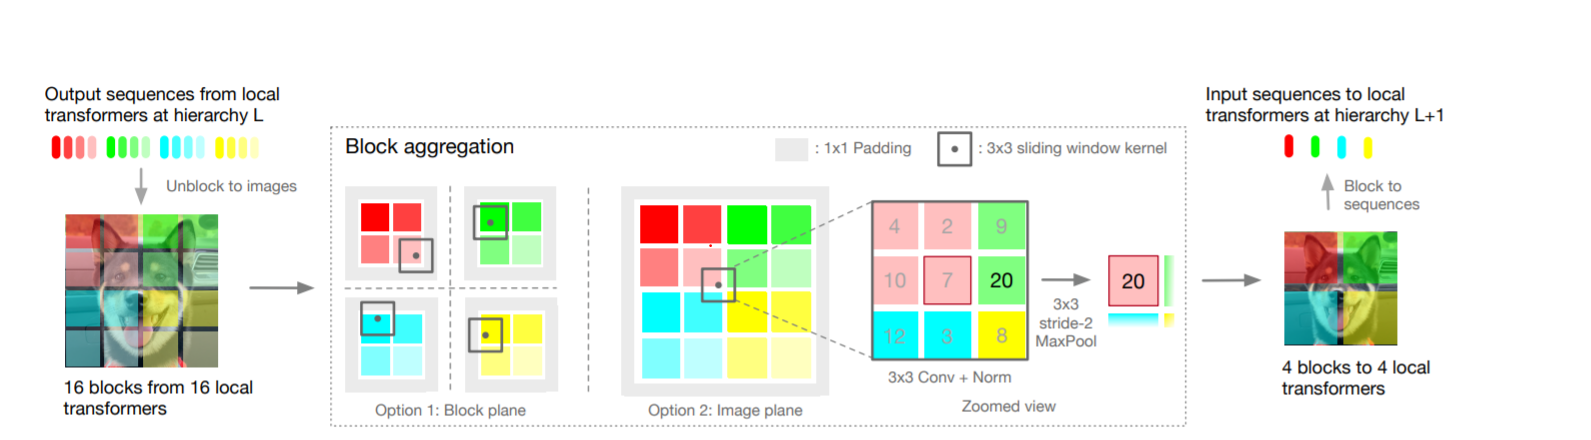 Output sequences from local
transformers at hierarchy L
Unblock to images
16 blocks from 16 local
transformers
Block aggregation
: 1x1 Padding
: 3x3 sliding window kernel
Option 1: Block plane
Option 2: Image plane
4 2 9
10 7 20
12 3 8
3x3 Conv + Norm
Zoomed view
3x3
stride-2
MaxPool
20
Input sequences to local
transformers at hierarchy L+1
Block to
sequences
4 blocks to 4 local
transformers